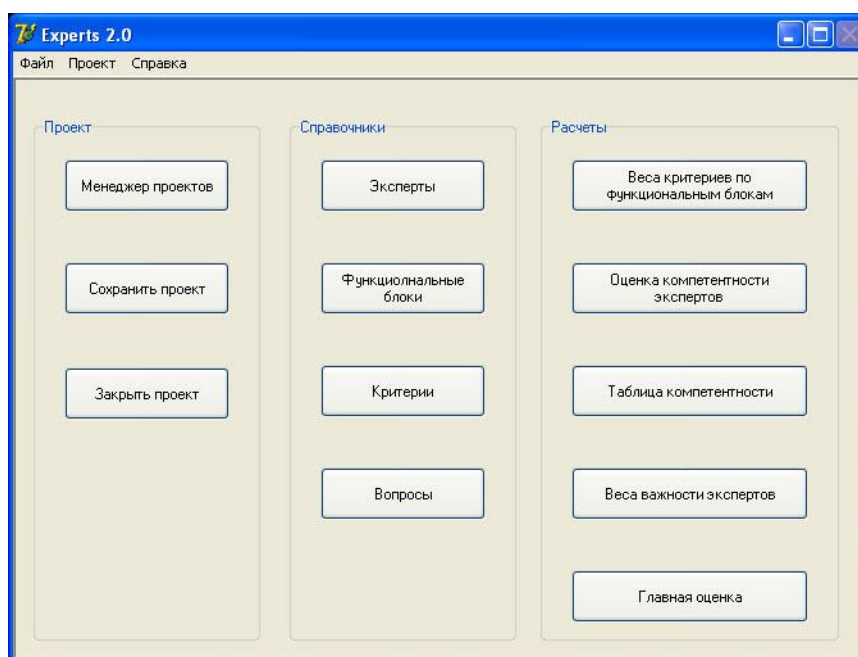 Experts 2.0
Файл Проект Справка
Проект
Менеджер проектов
Сохранить проект
Закрыть проект
Справочники
Эксперты
Функциолнальные
блоки
Критерии
Вопросы
Расчеты
Веса критериев по
функциональным блокам
Оценка компетентности
экспертов
Таблица компетентности
Веса важности экспертов
Главная оценка